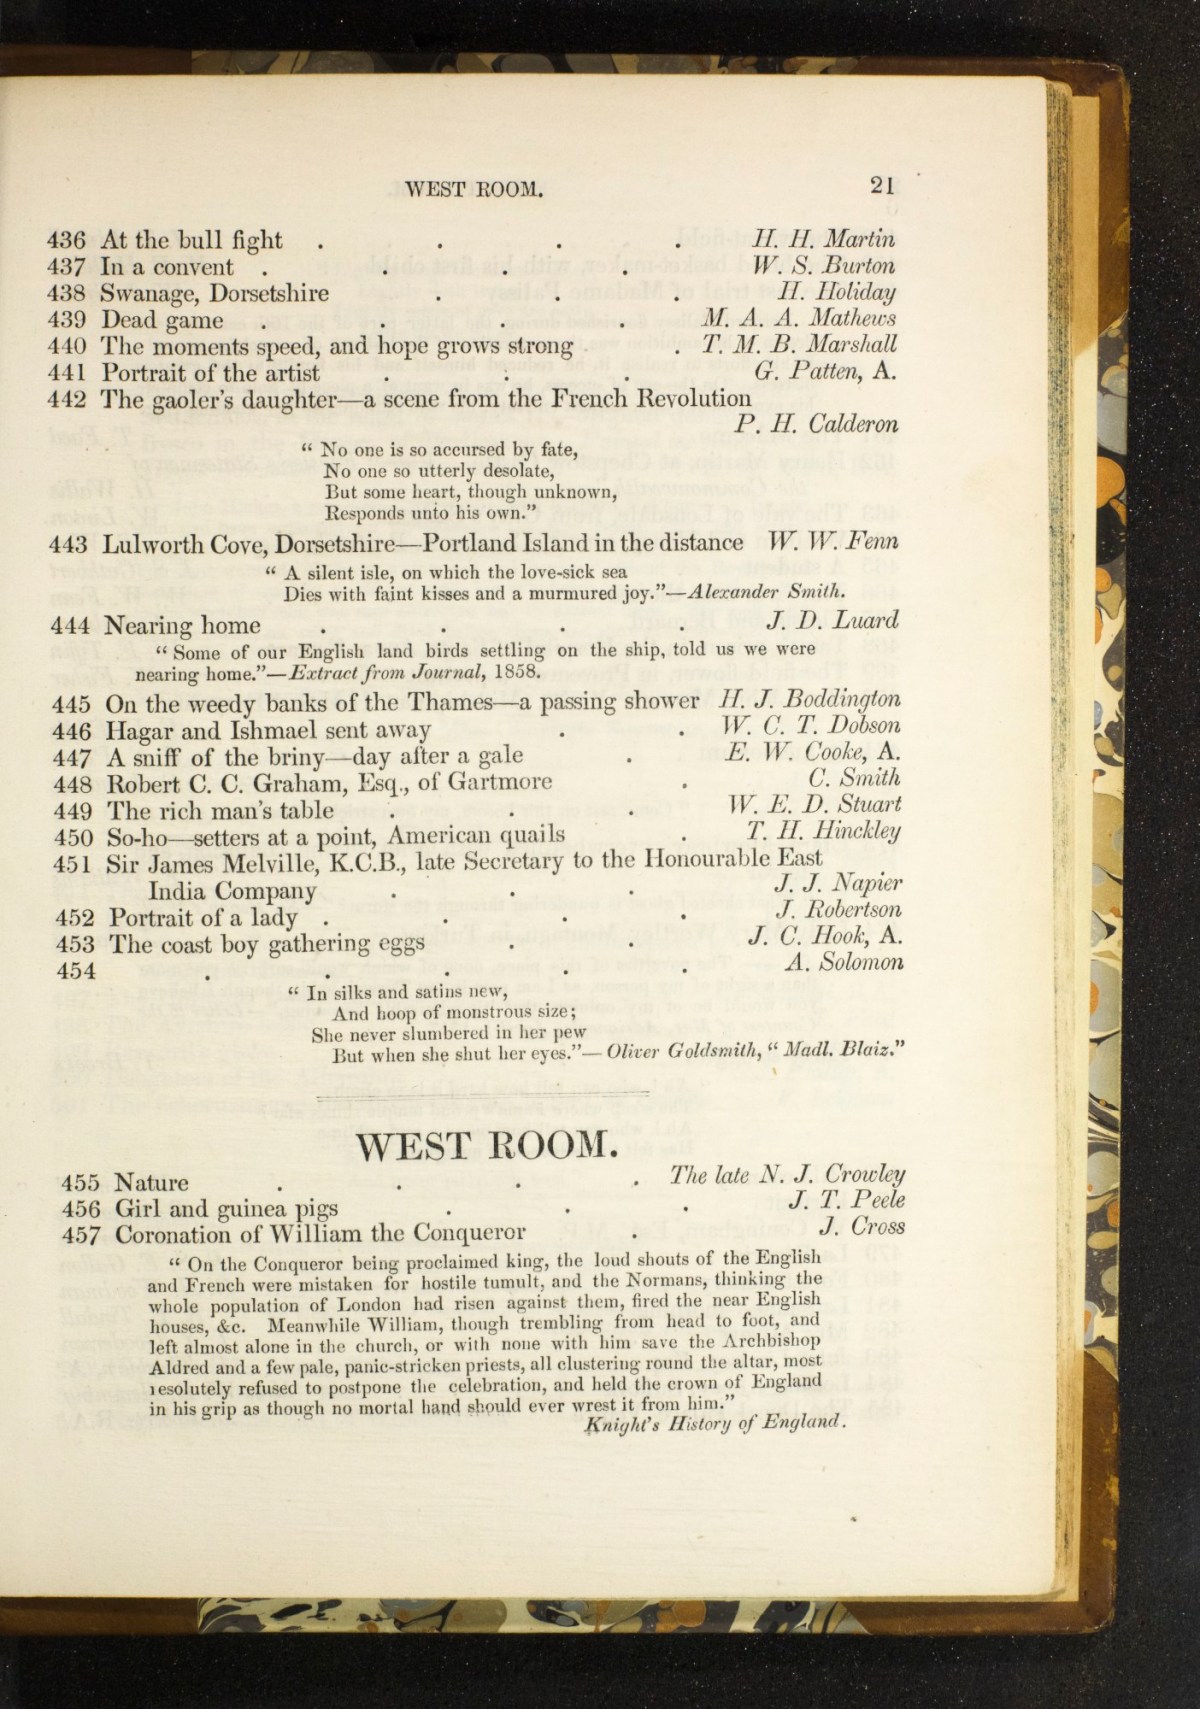 WEST ROOM. 21
436 At the bull fight . . . . H. H. Martin
437 In a convent . . . . W. S. Burton
438 Swanage, Dorsetshire . . . H. Holiday
439 Dead game . . . . M. A. A. Mathews
440 The moments speed, and hope grows strong . T. M. B. Marshall
441 Portrait of the artist . . . G. Patten, A.
442 The gaoler's daughter—a scene from the French Revolution
P. H. Calderon
“ No one is so accursed by fate,
No one so utterly desolate,
But some heart, though unknown,
Responds unto his own.”
443 Lulworth Cove, Dorsetshire—Portland Island in the distance W. W. Fenn
“ A silent isle, on which the love-sick sea
Dies with faint kisses and a murmured joy.”—Alexander Smith.
444 Nearing home . . . . J. D. Luard
“ Some of our English land birds settling on the ship, told us we were
nearing home.”—Extract from Journal, 1858.
445 On the weedy banks of the Thames—a passing shower H. J. Boddington
446 Hagar and Ishmael sent away . . W. C. T. Dobson
447 A sniff of the briny—day after a gale . E. W. Cooke, A.
448 Robert C. C. Graham, Esq., of Gartmore . C. Smith
449 The rich man's table . . . W. E. D. Stuart
450 So-ho—setters at a point, American quails . T. H. Hinckley
451 Sir James Melville, K.C.B., late Secretary to the Honourable East
India Company . . . J. J. Napier
452 Portrait of a lady . . . . J. Robertson
453 The coast boy gathering eggs . . J. C. Hook, A.
454 . . . . . A. Solomon
“ In silks and satins new,
And hoop of monstrous size;
She never slumbered in her pew
But when she shut her eyes.”—Oliver Goldsmith, “ Madl. Blaiz.”
WEST ROOM.
455 Nature . . . . The late N. J. Crowley
456 Girl and guinea pigs . . . J. T. Peele
457 Coronation of William the Conqueror . J. Cross
“ On the Conqueror being proclaimed king, the loud shouts of the English
and French were mistaken for hostile tumult, and the Normans, thinking the
whole population of London had risen against them, fired the near English
houses, &c. Meanwhile William, though trembling from head to foot, and
left almost alone in the church, or with none with him save the Archbishop
Aldred and a few pale, panic-stricken priests, all clustering round the altar, most
resolutely refused to postpone the celebration, and held the crown of England
in his grip as though no mortal hand should ever wrest it from him.”
Knight's History of England.